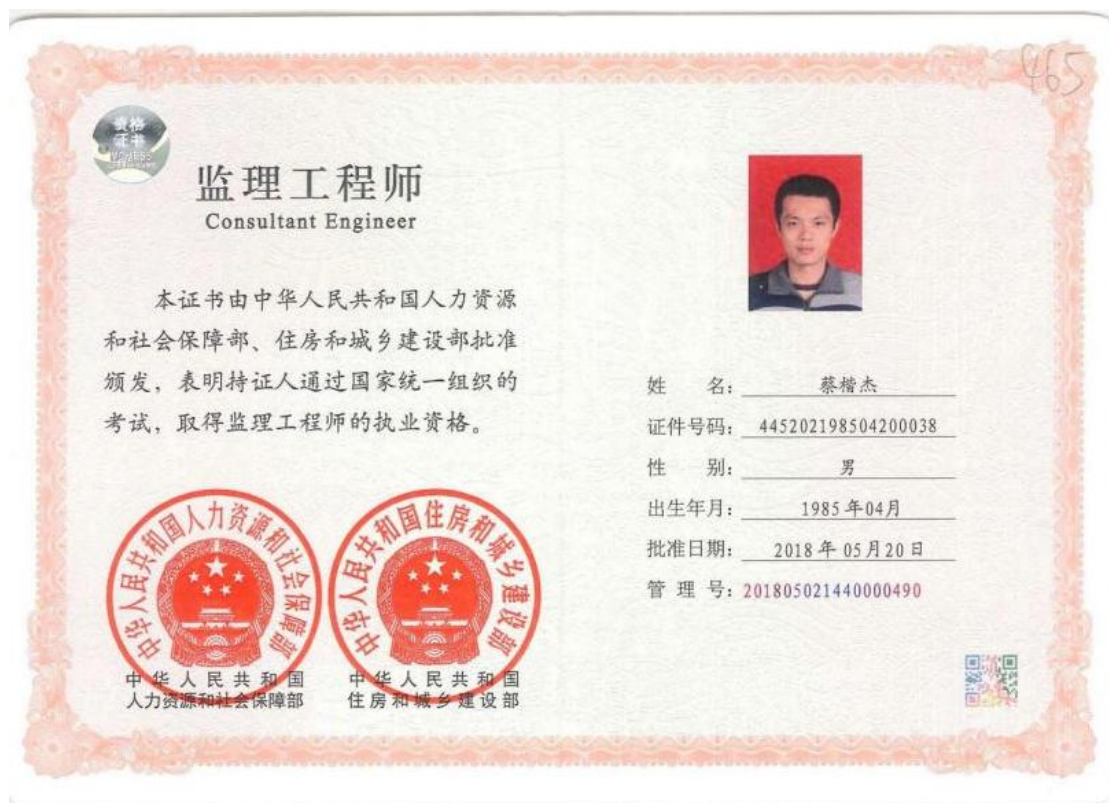 465
资格
证书
监理工程师
Consultant Engineer
本证书由中华人民共和国人力资源
和社会保障部、住房和城乡建设部批准
颁发，表明持证人通过国家统一组织的
考试，取得监理工程师的执业资格。
中华人民共和国人力资源和社会保障部
中华人民共和国住房和城乡建设部
中华人民共和国
人力资源和社会保障部
中华人民共和国
住房和城乡建设部
姓 名： 蔡楷杰
证件号码： 445202198504200038
性 别： 男
出生年月： 1985年04月
批准日期： 2018年05月20日
管 理 号： 201805021440000490